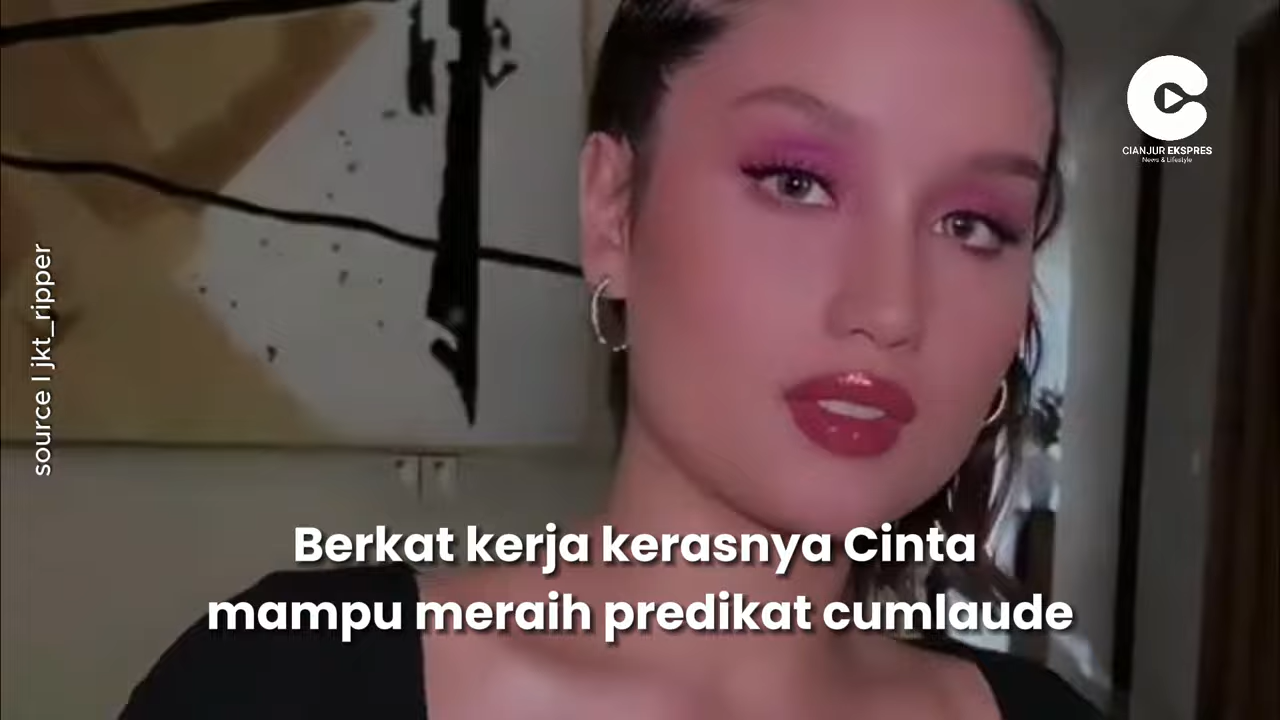 CIANJUR EKSPRES
News & Lifestyle
source I jkt_ripper
Berkat kerja kerasnya Cinta
mampu meraih predikat cumlaude